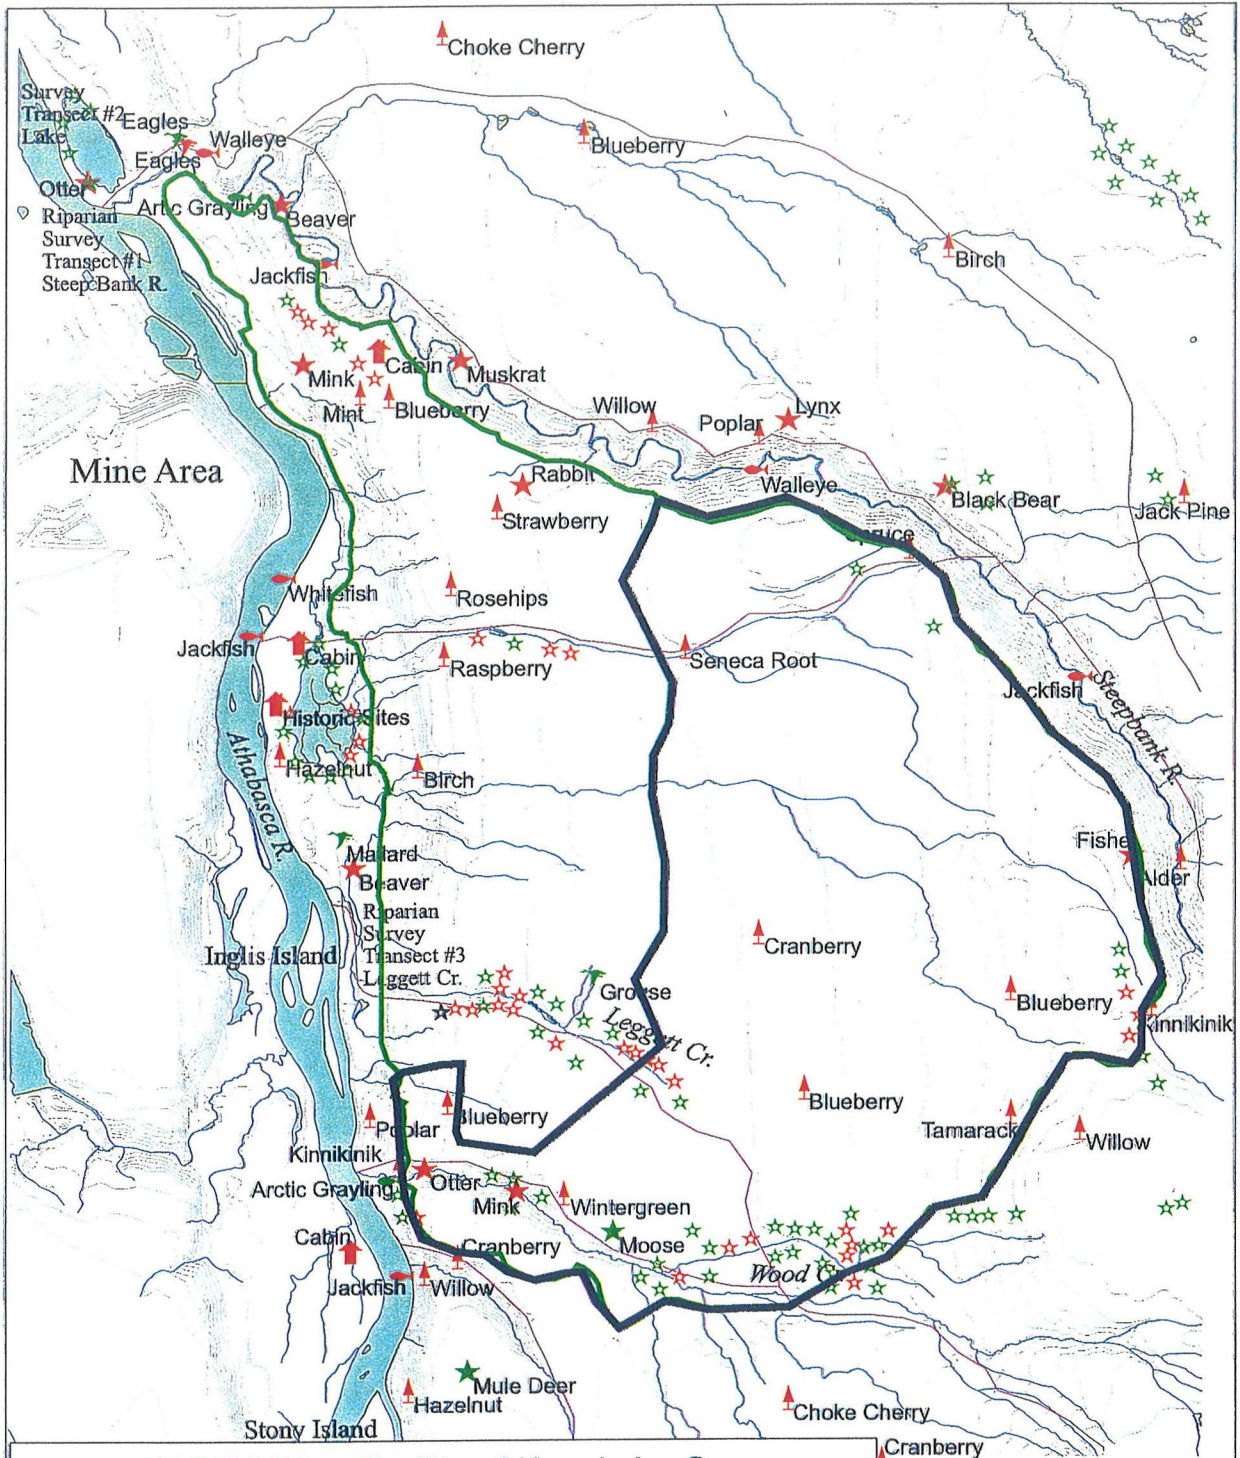 Choke Cherry
Survey
Transect #2
Lake
Eagles
Walleye
Blueberry
Eagles
Otter
Beaver
Riparian
Survey
Transect #1
SteepBank R.
Birch
Jackfish
Cabin
Muskrat
Mink
Mint
Blueberry
Willow
Lynx
Poplar
Mine Area
Rabbit
Walleye
Black Bear
Jack Pine
Strawberry
Whitefish
Rosehips
Jackfish
Cabin
Raspberry
Seneca Root
Jackfish
Steepbank R.
Historic Sites
Athabasca R.
Hazelnut
Birch
Mallard
Beaver
Fishe
Alder
Riparian
Survey
Transect #3
Leggett Cr.
Inglis Island
Cranberry
Grouse
Blueberry
Leggett Cr.
Kinnikinik
Blueberry
Blueberry
Poplar
Tamarack
Willow
Kinnikinik
Arctic Grayling
Otter
Mink
Wintergreen
Cabin
Cranberry
Moose
Wood C
Jackfish
Willow
Mule Deer
Hazelnut
Choke Cherry
Stony Island
Cranberry